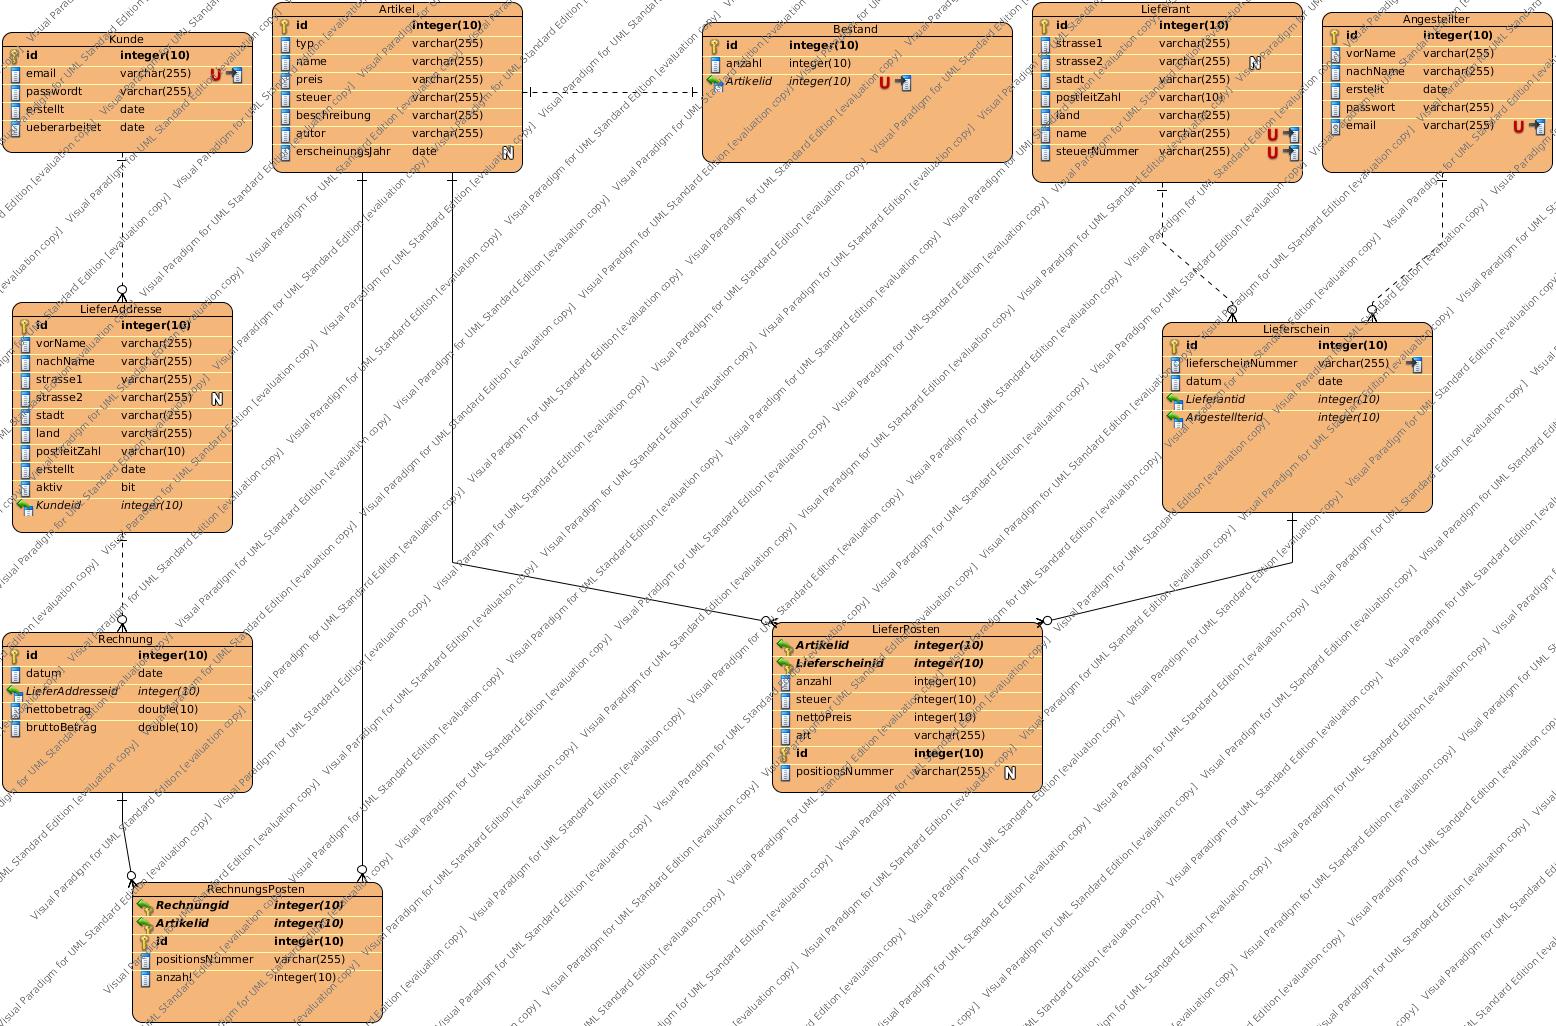 Kunde
id integer(10)
email varchar(255) U
passwordt varchar(255)
erstellt date
ueberarbeitet date
Artikel
id integer(10)
typ varchar(255)
name varchar(255)
preis varchar(255)
steuer varchar(255)
beschreibung varchar(255)
autor varchar(255)
erscheinungsJahr date N
Bestand
id integer(10)
anzahl integer(10)
Artikelid integer(10) U
Lieferant
id integer(10)
strasse1 varchar(255)
strasse2 varchar(255) N
stadt varchar(255)
postleitZahl varchar(10)
land varchar(255)
name varchar(255) U
steuerNummer varchar(255) U
Angestellter
id integer(10)
vorName varchar(255)
nachName varchar(255)
erstellt date
passwort varchar(255)
email varchar(255) U
LieferAddresse
id integer(10)
vorName varchar(255)
nachName varchar(255)
strasse1 varchar(255)
strasse2 varchar(255) N
stadt varchar(255)
land varchar(255)
postleitZahl varchar(10)
erstellt date
aktiv bit
Kundeid integer(10)
Lieferschein
id integer(10)
lieferscheinNummer varchar(255)
datum date
Lieferantid integer(10)
Angestellterid integer(10)
Rechnung
id integer(10)
datum date
LieferAddresseid integer(10)
nettobetrag double(10)
bruttoBetrag double(10)
LieferPosten
Artikelid integer(10)
Lieferscheinid integer(10)
anzahl integer(10)
steuer integer(10)
nettoPreis integer(10)
art varchar(255)
id integer(10)
positionsNummer varchar(255) N
RechnungsPosten
Rechnungid integer(10)
Artikelid integer(10)
id integer(10)
positionsNummer varchar(255)
anzahl integer(10)
Visual Paradigm for UML Standard Edition [evaluation copy]